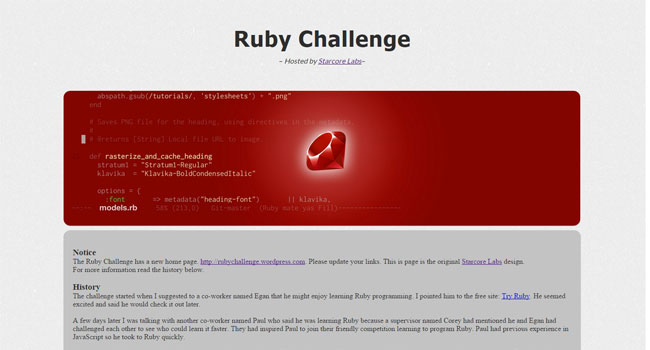 Ruby Challenge
~ Hosted by Starcore Labs~
abspath.gsub(/tutorials/, 'stylesheets') + ".png"
end
# Saves PNG file for the heading, using directives in the metadata.
#
# Returns [String] Local file URL to image.
def rasterize_and_cache_heading
stratum1 = "Stratum1-Regular"
klavika = "Klavika-BoldCondensedItalic"
options = {
:font => metadata("heading-font") || klavika,
models.rb 58% (213,0) Git-master (Ruby
Notice
The Ruby Challenge has a new home page. http://rubychallenge.wordpress.com. Please update your links. This is page is the original Starcore Labs design.
For more information read the history below.
History
The challenge started when I suggested to a co-worker named Egan that he might enjoy learning Ruby programming. I pointed him to the free site: Try Ruby. He seemed
excited and said he would check it out later.
A few days later I was talking with another co-worker named Paul who said he was learning Ruby because a supervisor named Corey had mentioned he and Egan had
challenged each other to see who could learn it faster. They had inspired Paul to join their friendly competition learning to program Ruby. Paul had previous experience in
JavaScript so he took to Ruby quickly.